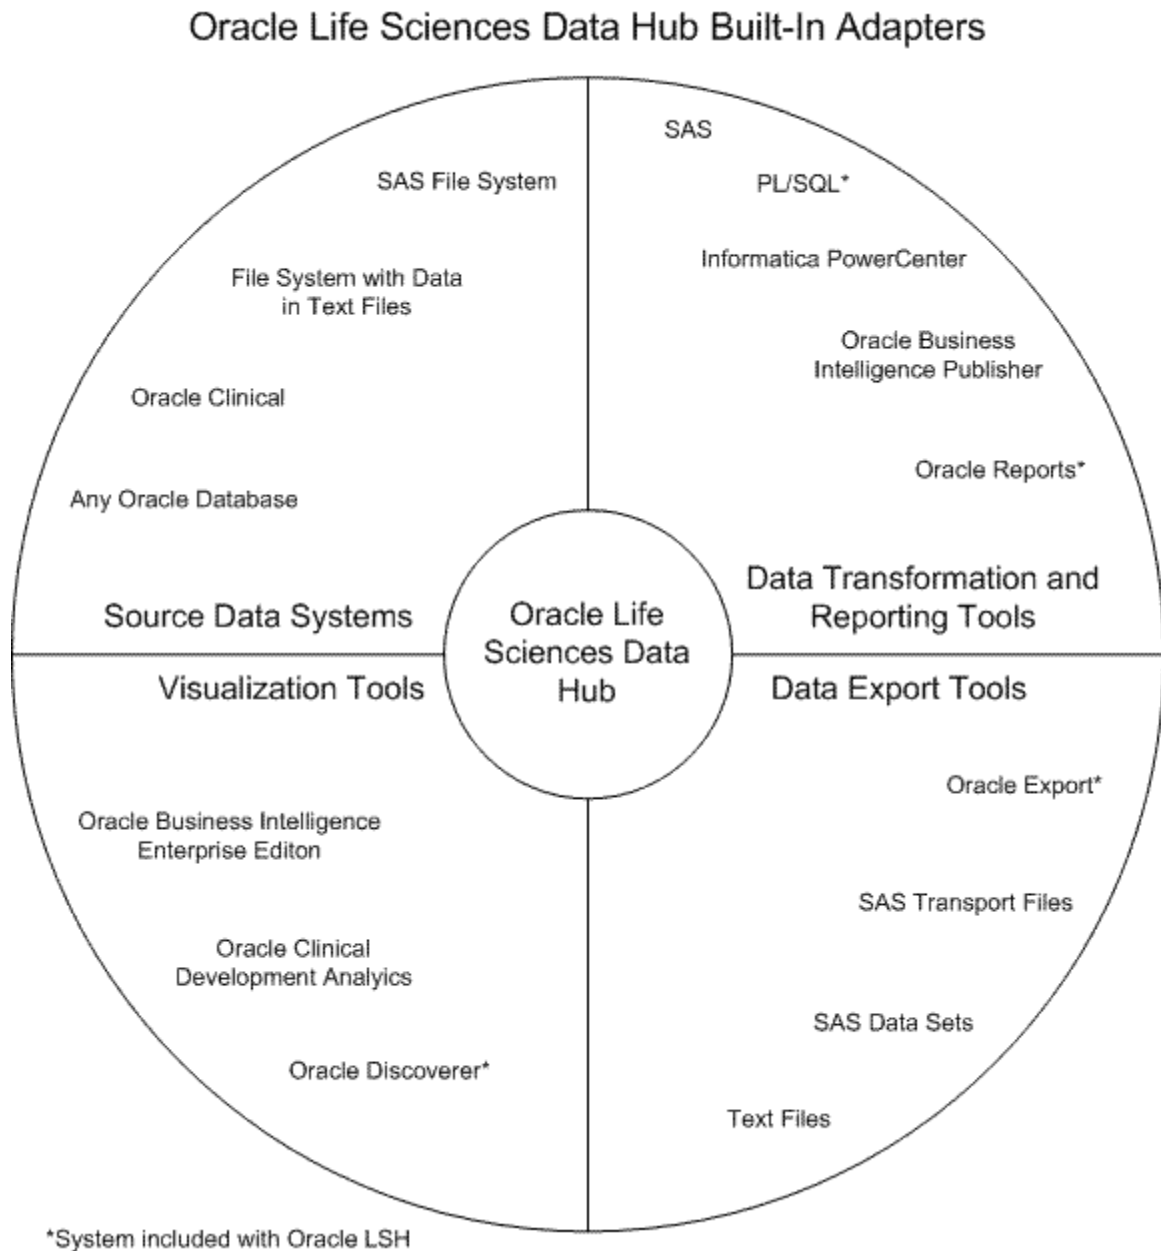 Oracle Life Sciences Data Hub Built-In Adapters
SAS File System
File System with Data
in Text Files
Oracle Clinical
Any Oracle Database
Source Data Systems
SAS
PL/SQL*
Informatica PowerCenter
Oracle Business
Intelligence Publisher
Oracle Reports*
Data Transformation and
Reporting Tools
Oracle Life
Sciences Data
Hub
Visualization Tools
Oracle Business Intelligence
Enterprise Editon
Oracle Clinical
Development Analyics
Oracle Discoverer*
Data Export Tools
Oracle Export*
SAS Transport Files
SAS Data Sets
Text Files
*System included with Oracle LSH